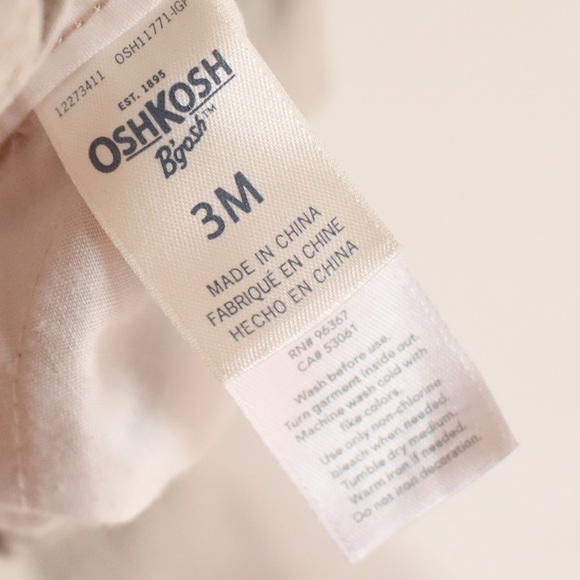 12273411 OSH11771-IGP
EST. 1895
OSHKOSH
B'gosh™
3M
MADE IN CHINA
FABRIQUÉ EN CHINE
HECHO EN CHINA
RN# 96367
CA# 53061
Wash before use.
Turn garment inside out.
Machine wash cold with
like colors.
Use only non-chlorine
bleach when needed.
Tumble dry medium.
Warm iron if needed.
Do not iron decoration.